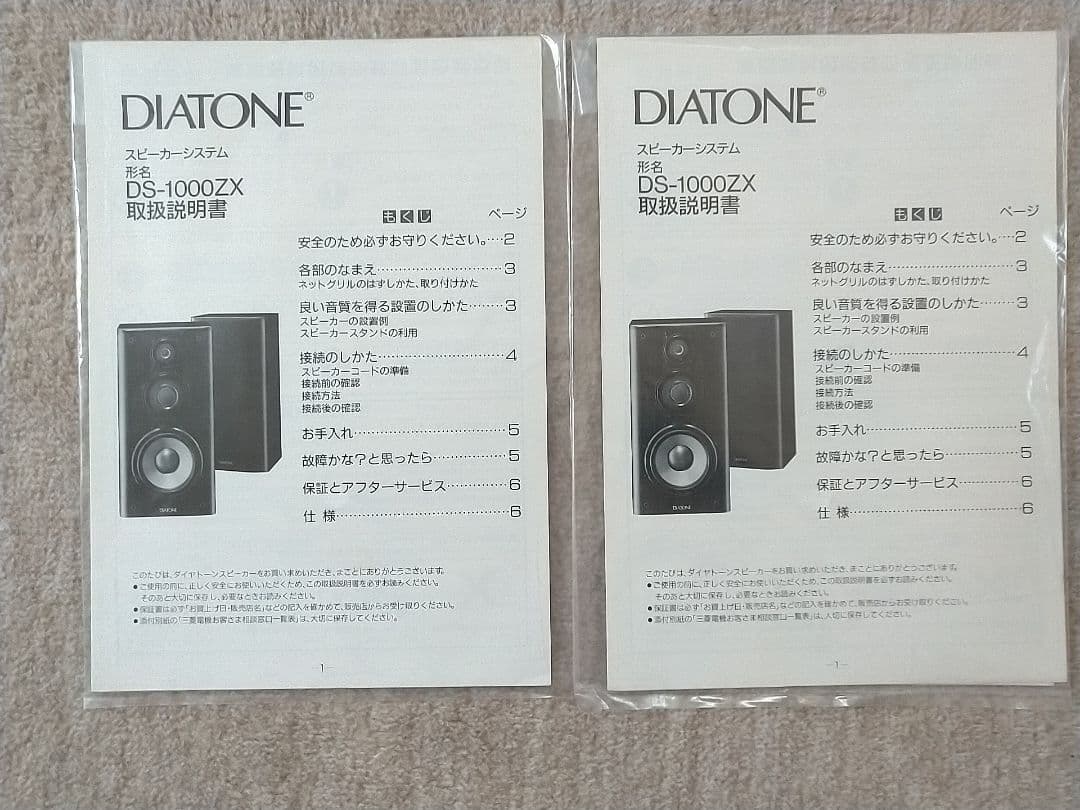 DIATONE®
スピーカーシステム
形名
DS-1000ZX
取扱説明書
もくじ ページ
安全のため必ずお守りください。····2
各部のなまえ····3
ネットグリルのはずしかた、取り付けかた
良い音質を得る設置のしかた····3
スピーカーの設置例
スピーカースタンドの利用
接続のしかた····4
スピーカーコードの準備
接続前の確認
接続方法
接続後の確認
お手入れ····5
故障かな?と思ったら····5
保証とアフターサービス····6
仕 様····6
DIATONE
このたびは、ダイヤトーンスピーカーをお買い求めいただき、まことにありがとうございます。
●ご使用の前に、正しく安全にお使いいただくため、この取扱説明書を必ずお読みください。
そのあと大切に保存し、必要なときお読みください。
●保証書は必ず「お買上げ日・販売店名」などの記入を確かめて、販売店からお受け取りください。
●添付別紙の「三菱電機お客さま相談窓口一覧表」は、大切に保存してください。
—1—
DIATONE®
スピーカーシステム
形名
DS-1000ZX
取扱説明書
もくじ ページ
安全のため必ずお守りください。····2
各部のなまえ····3
ネットグリルのはずしかた、取り付けかた
良い音質を得る設置のしかた····3
スピーカーの設置例
スピーカースタンドの利用
接続のしかた····4
スピーカーコードの準備
接続前の確認
接続方法
接続後の確認
お手入れ····5
故障かな?と思ったら····5
保証とアフターサービス····6
仕 様····6
DIATONE
このたびは、ダイヤトーンスピーカーをお買い求めいただき、まことにありがとうございます。
●ご使用の前に、正しく安全にお使いいただくため、この取扱説明書を必ずお読みください。
そのあと大切に保存し、必要なときお読みください。
●保証書は必ず「お買上げ日・販売店名」などの記入を確かめて、販売店からお受け取りください。
●添付別紙の「三菱電機お客さま相談窓口一覧表」は、大切に保存してください。
—1—